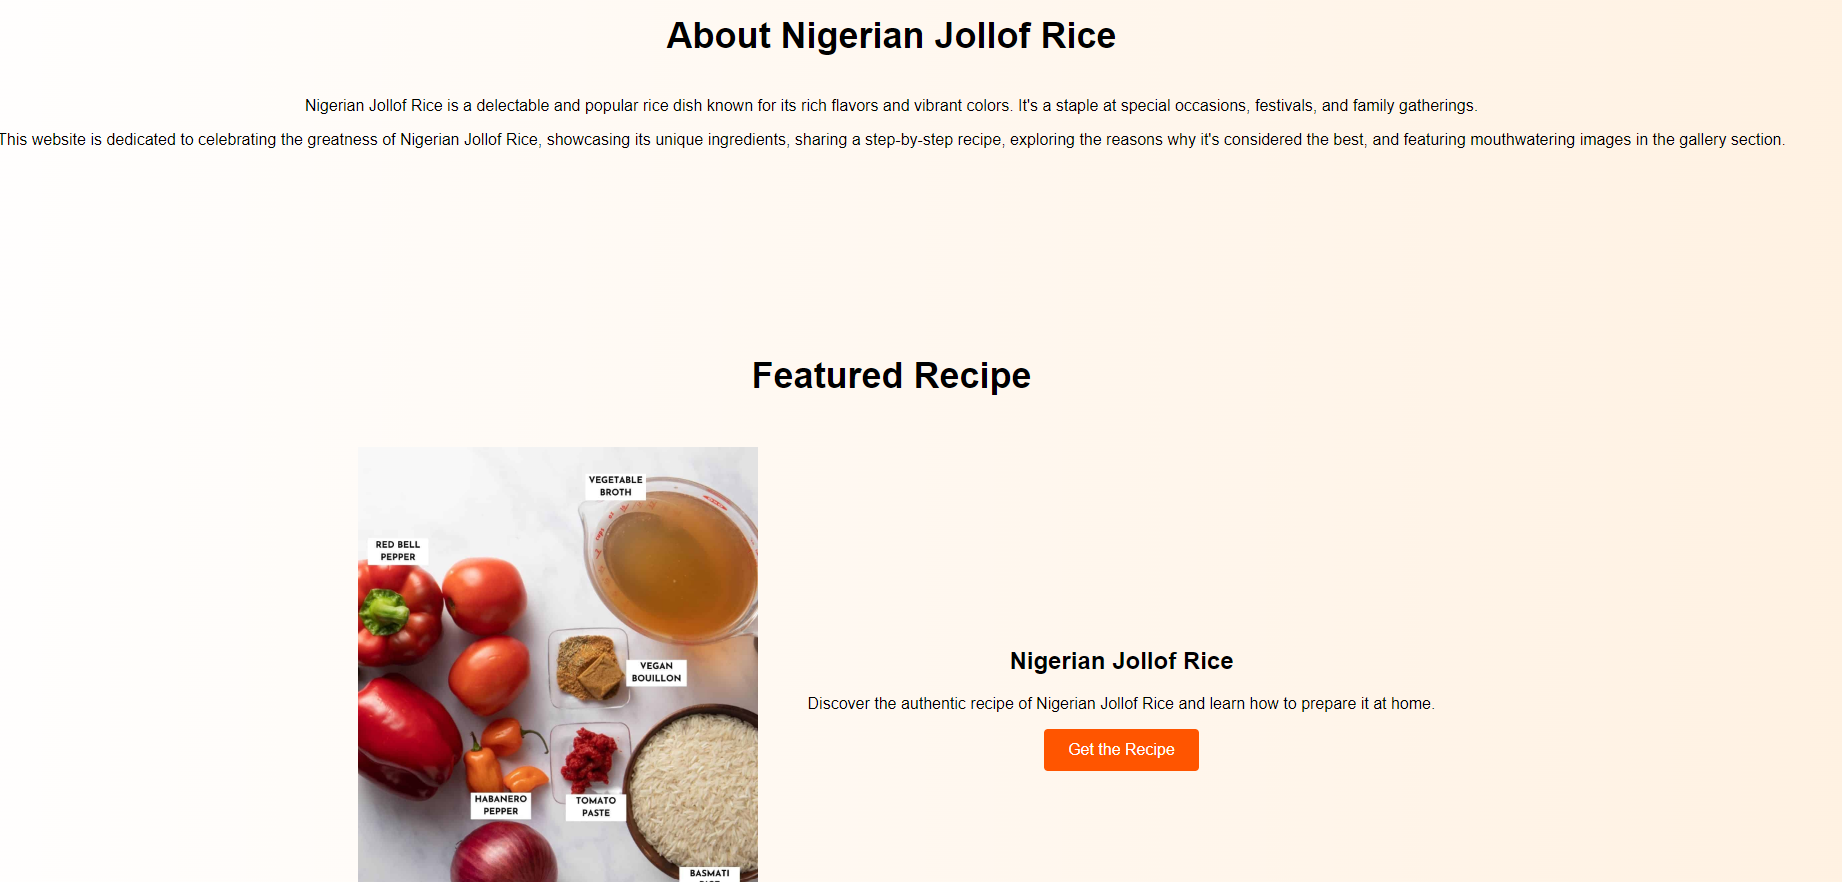 About Nigerian Jollof Rice
Nigerian Jollof Rice is a delectable and popular rice dish known for its rich flavors and vibrant colors. It's a staple at special occasions, festivals, and family gatherings.
This website is dedicated to celebrating the greatness of Nigerian Jollof Rice, showcasing its unique ingredients, sharing a step-by-step recipe, exploring the reasons why it's considered the best, and featuring mouthwatering images in the gallery section.
Featured Recipe
VEGETABLE
BROTH
RED BELL
PEPPER
VEGAN
BOUILLON
HABANERO
PEPPER
TOMATO
PASTE
BASMATI
Nigerian Jollof Rice
Discover the authentic recipe of Nigerian Jollof Rice and learn how to prepare it at home.
Get the Recipe